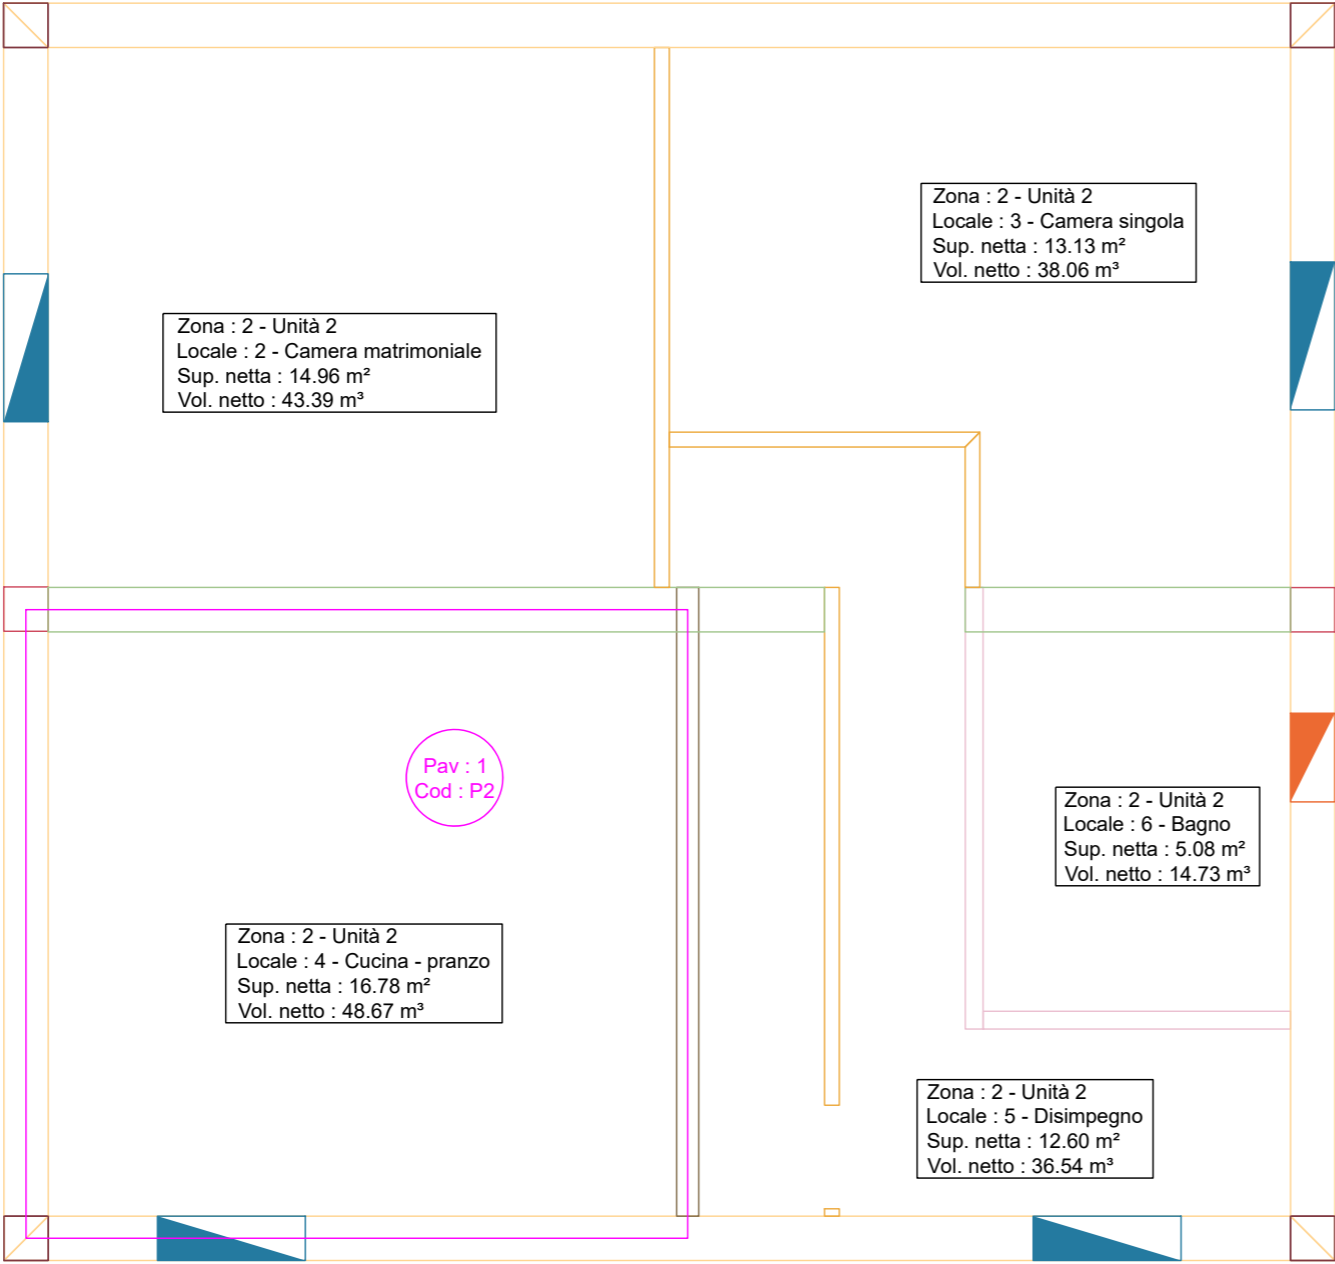 Zona : 2 - Unità 2
Locale : 3 - Camera singola
Sup. netta : 13.13 m²
Vol. netto : 38.06 m³
Zona : 2 - Unità 2
Locale : 2 - Camera matrimoniale
Sup. netta : 14.96 m²
Vol. netto : 43.39 m³
Pav : 1
Cod : P2
Zona : 2 - Unità 2
Locale : 6 - Bagno
Sup. netta : 5.08 m²
Vol. netto : 14.73 m³
Zona : 2 - Unità 2
Locale : 4 - Cucina - pranzo
Sup. netta : 16.78 m²
Vol. netto : 48.67 m³
Zona : 2 - Unità 2
Locale : 5 - Disimpegno
Sup. netta : 12.60 m²
Vol. netto : 36.54 m³